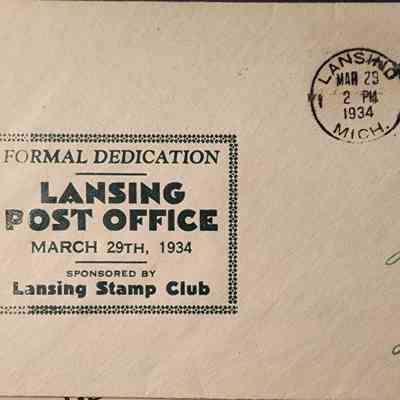 LANSING
MAR 29
2 PM
1934
MICH.
FORMAL DEDICATION
LANSING
POST OFFICE
MARCH 29TH, 1934
SPONSORED BY
Lansing Stamp Club